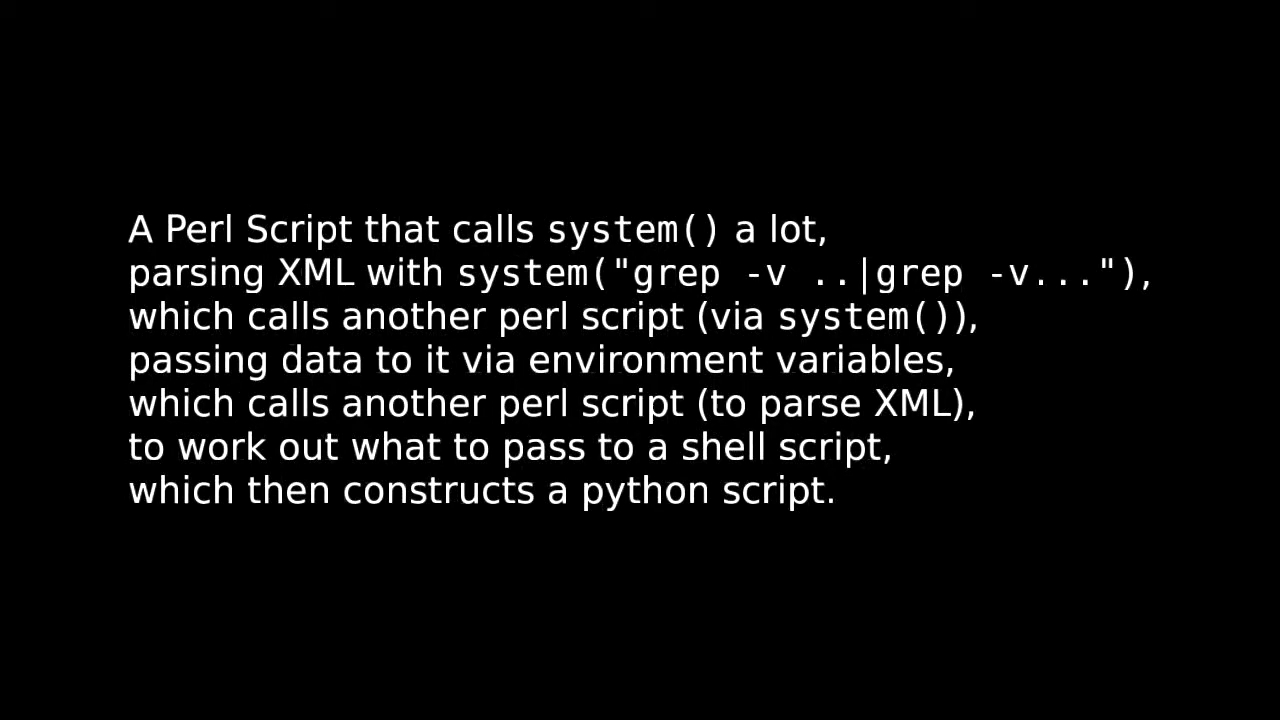 A Perl Script that calls system() a lot,
parsing XML with system("grep -v ..|grep -v..."),
which calls another perl script (via system()),
passing data to it via environment variables,
which calls another perl script (to parse XML),
to work out what to pass to a shell script,
which then constructs a python script.